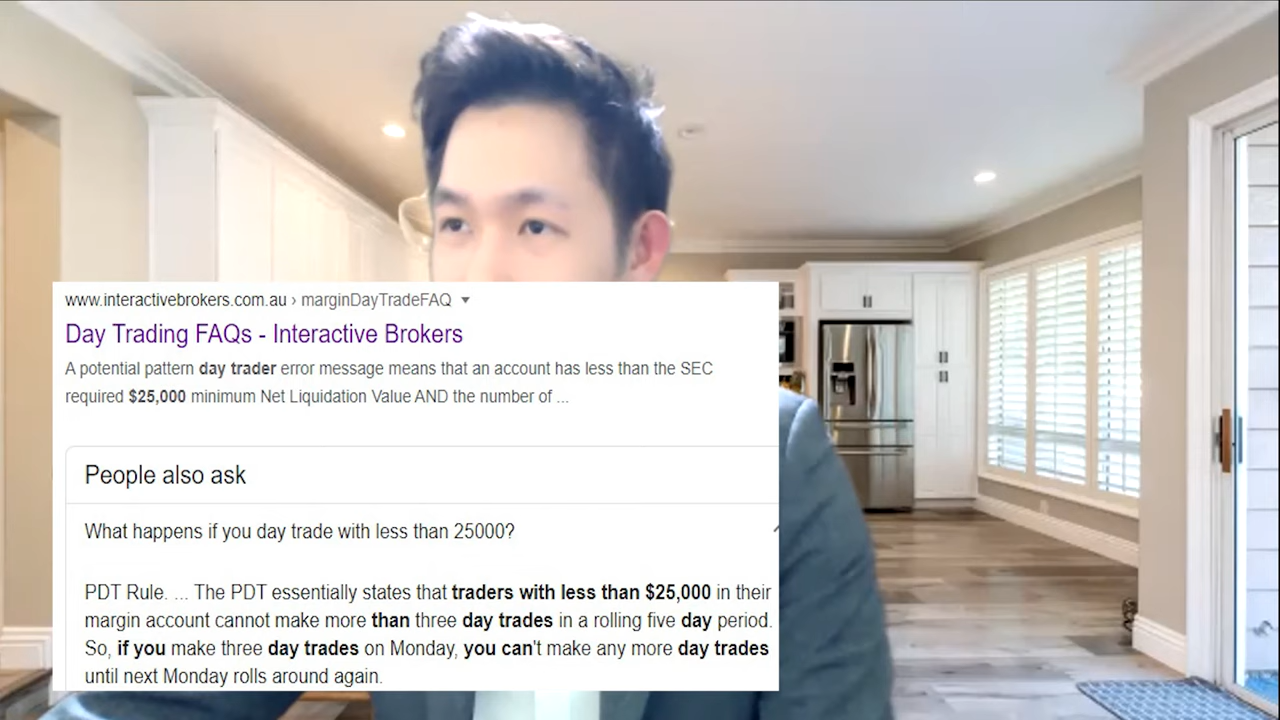 www.interactivebrokers.com.au › marginDayTradeFAQ ▼
Day Trading FAQs - Interactive Brokers
A potential pattern day trader error message means that an account has less than the SEC
required $25,000 minimum Net Liquidation Value AND the number of ...
People also ask
What happens if you day trade with less than 25000?
PDT Rule. ... The PDT essentially states that traders with less than $25,000 in their
margin account cannot make more than three day trades in a rolling five day period.
So, if you make three day trades on Monday, you can't make any more day trades
until next Monday rolls around again.